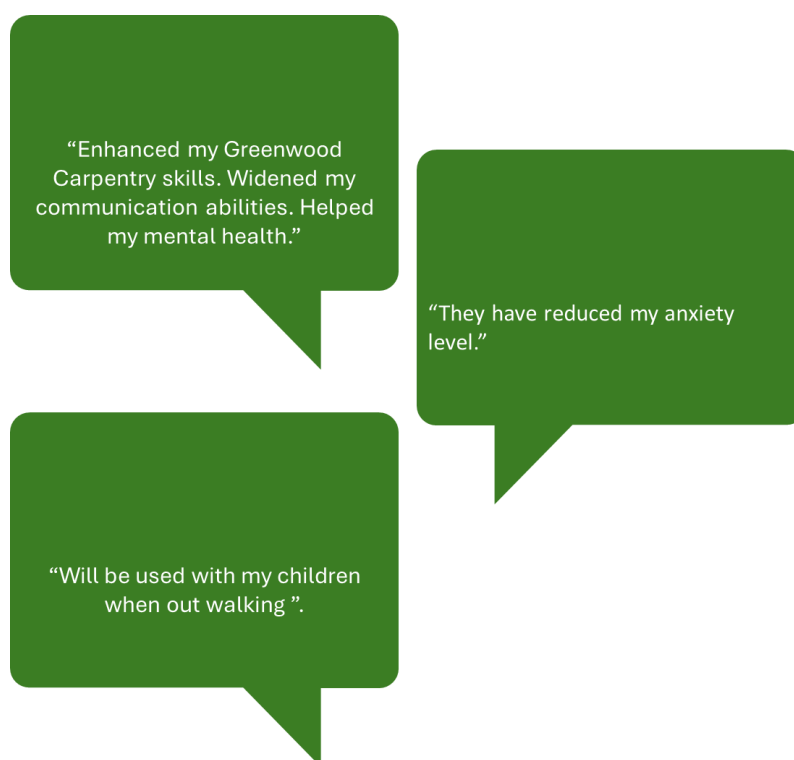 “Enhanced my Greenwood
Carpentry skills. Widened my
communication abilities. Helped
my mental health.”
“They have reduced my anxiety
level.”
“Will be used with my children
when out walking ”.